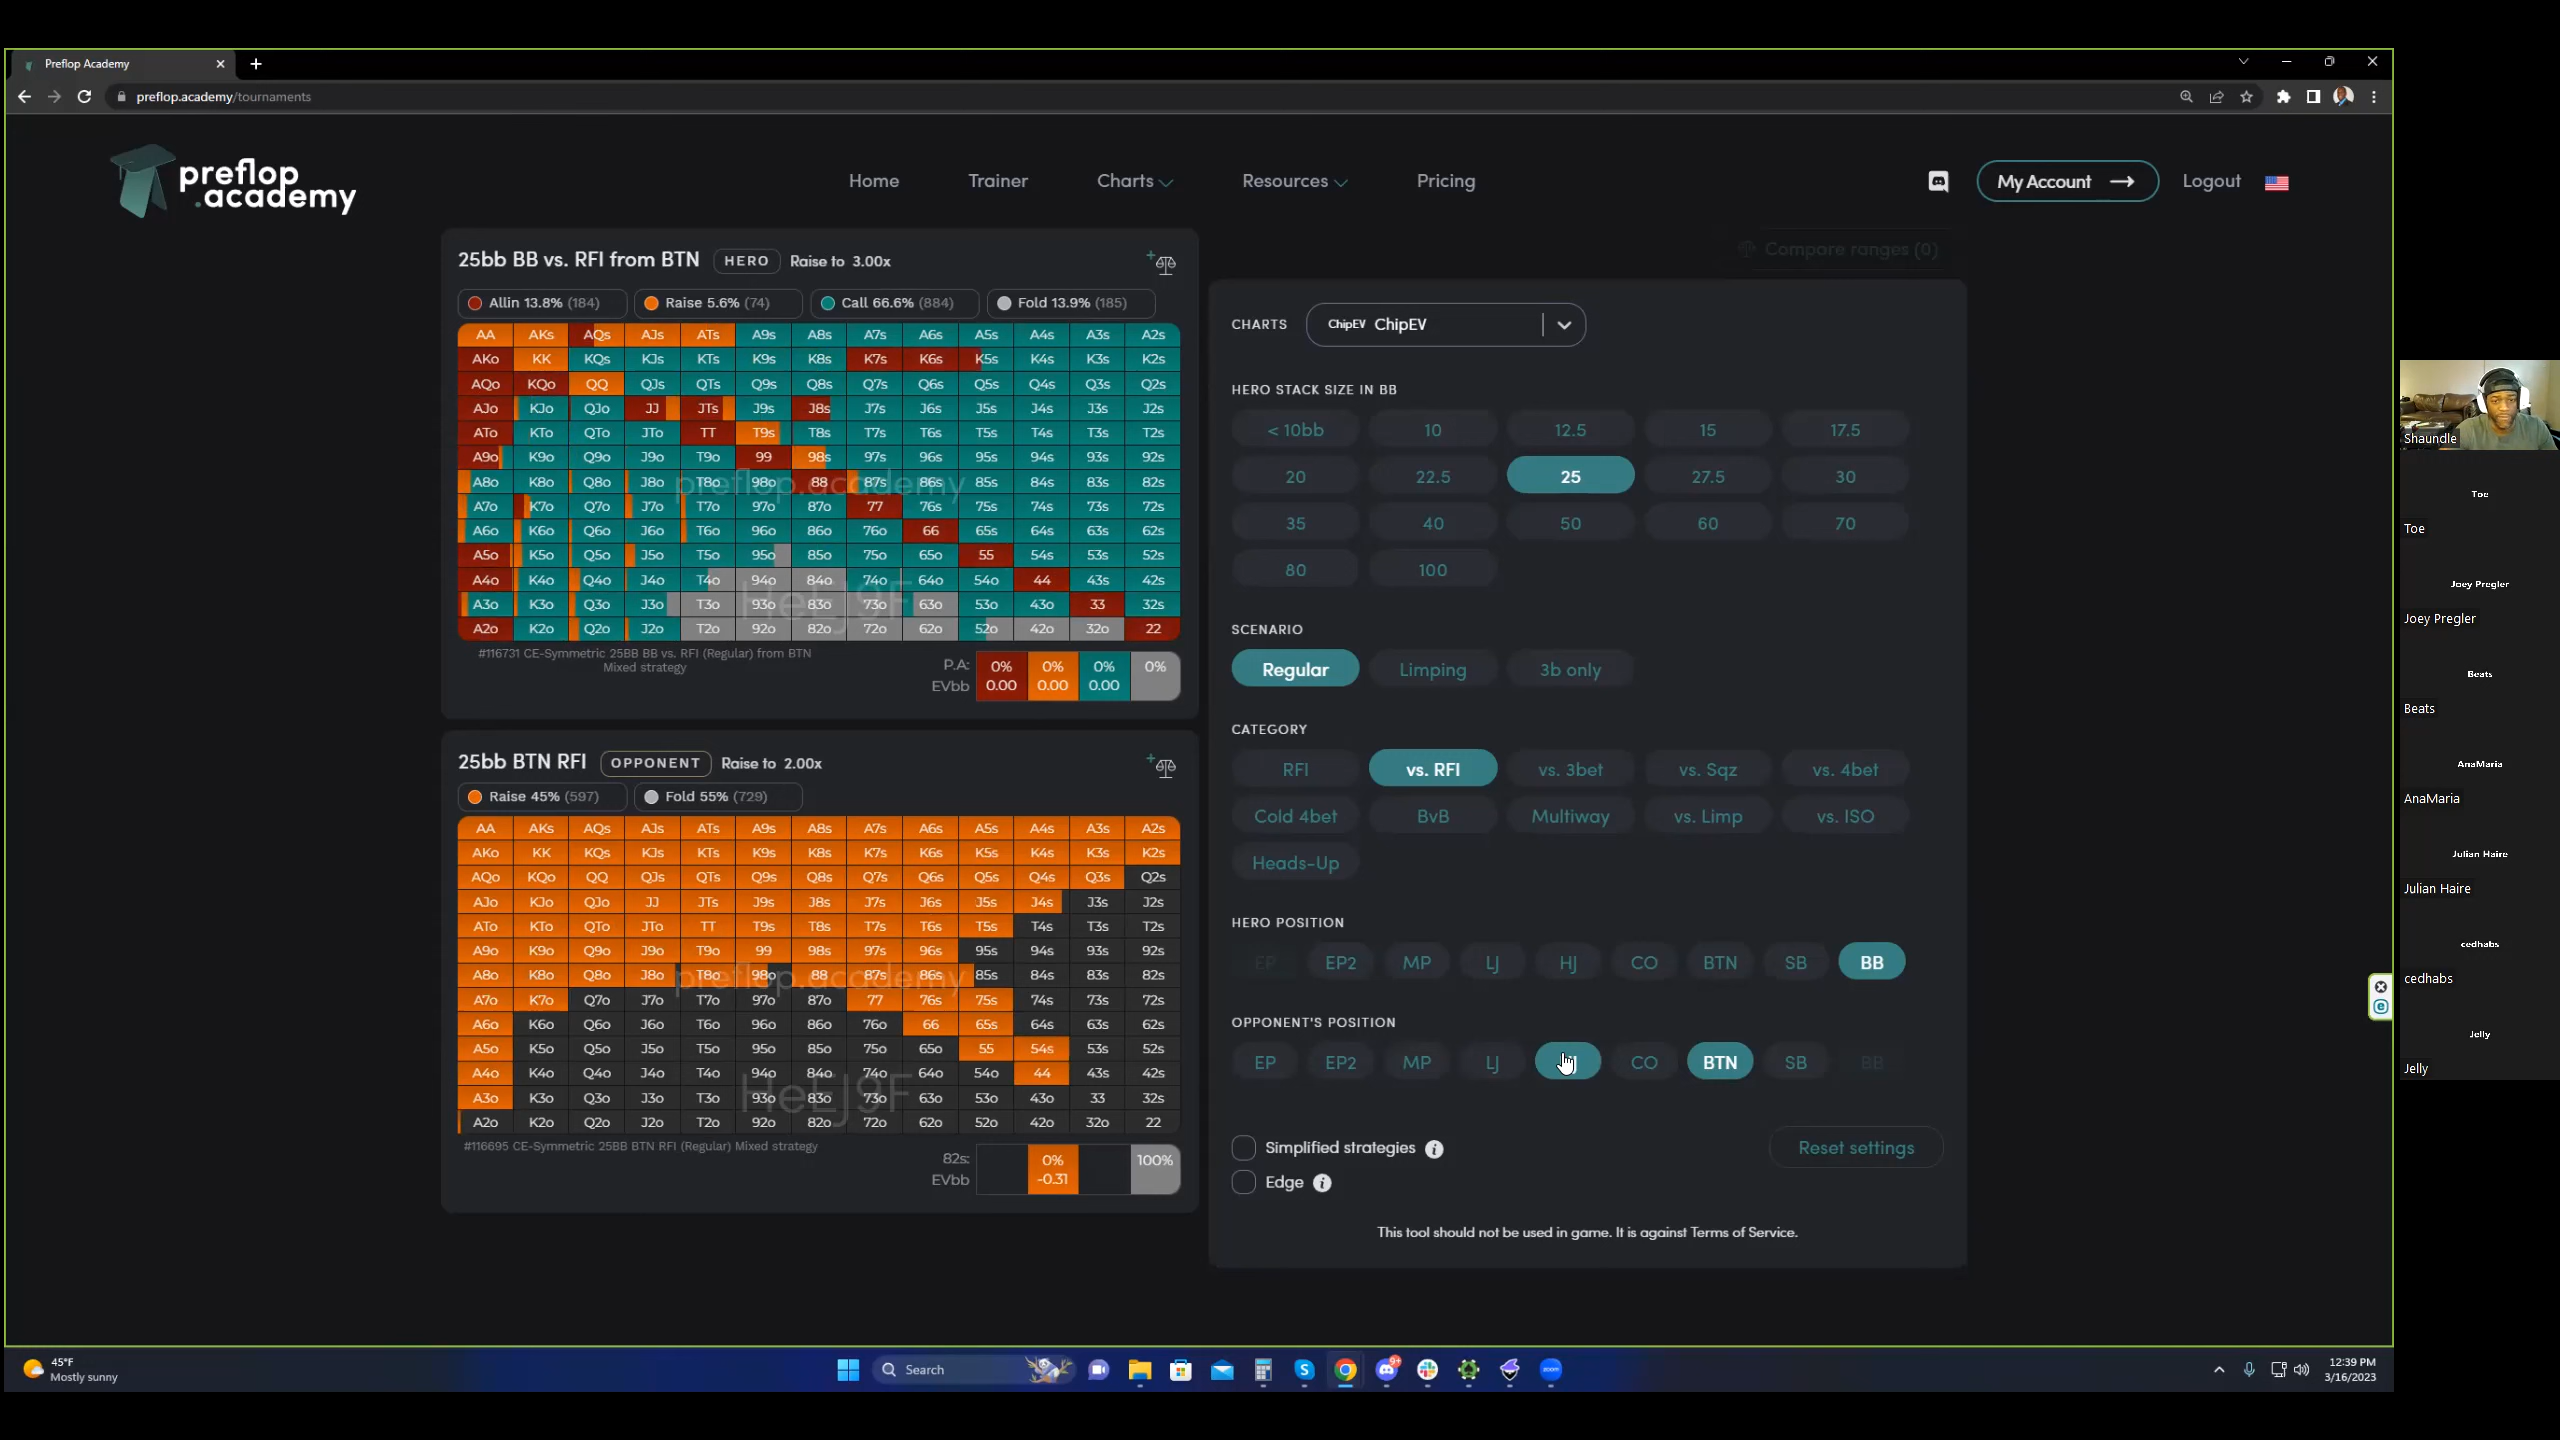 Preflop Academy
preflop.academy/tournaments
preflop .academy
Home Trainer Charts Resources Pricing My Account Logout
Compare ranges (0)
25bb BB vs. RFI from BTN HERO Raise to 3.00x
Allin 13.8% (184) Raise 5.6% (74) Call 66.6% (884) Fold 13.9% (185)
AA AKs AQs AJs ATs A9s A8s A7s A6s A5s A4s A3s A2s
AKo KK KQs KJs KTs K9s K8s K7s K6s K5s K4s K3s K2s
AQo KQo QQ QJs QTs Q9s Q8s Q7s Q6s Q5s Q4s Q3s Q2s
AJo KJo QJo JJ JTs J9s J8s J7s J6s J5s J4s J3s J2s
ATo KTo QTo JTo TT T9s T8s T7s T6s T5s T4s T3s T2s
A9o K9o Q9o J9o T9o 99 98s 97s 96s 95s 94s 93s 92s
A8o K8o Q8o J8o T8o 98o 88 87s 86s 85s 84s 83s 82s
preflop.academy
A7o K7o Q7o J7o T7o 97o 87o 77 76s 75s 74s 73s 72s
A6o K6o Q6o J6o T6o 96o 86o 76o 66 65s 64s 63s 62s
A5o K5o Q5o J5o T5o 95o 85o 75o 65o 55 54s 53s 52s
A4o K4o Q4o J4o T4o 94o 84o 74o 64o 54o 44 43s 42s
A3o K3o Q3o J3o T3o 93o 83o 73o 63o 53o 43o 33 32s
HeEJ9F
A2o K2o Q2o J2o T2o 92o 82o 72o 62o 52o 42o 32o 22
#116731 CE-Symmetric 25BB BB vs. RFI (Regular) from BTN
Mixed strategy
P.A: 0% 0% 0% 0%
EVbb 0.00 0.00 0.00
25bb BTN RFI OPPONENT Raise to 2.00x
Raise 45% (597) Fold 55% (729)
AA AKs AQs AJs ATs A9s A8s A7s A6s A5s A4s A3s A2s
AKo KK KQs KJs KTs K9s K8s K7s K6s K5s K4s K3s K2s
AQo KQo QQ QJs QTs Q9s Q8s Q7s Q6s Q5s Q4s Q3s Q2s
AJo KJo QJo JJ JTs J9s J8s J7s J6s J5s J4s J3s J2s
ATo KTo QTo JTo TT T9s T8s T7s T6s T5s T4s T3s T2s
A9o K9o Q9o J9o T9o 99 98s 97s 96s 95s 94s 93s 92s
A8o K8o Q8o J8o T8o 98o 88 87s 86s 85s 84s 83s 82s
preflop.academy
A7o K7o Q7o J7o T7o 97o 87o 77 76s 75s 74s 73s 72s
A6o K6o Q6o J6o T6o 96o 86o 76o 66 65s 64s 63s 62s
A5o K5o Q5o J5o T5o 95o 85o 75o 65o 55 54s 53s 52s
A4o K4o Q4o J4o T4o 94o 84o 74o 64o 54o 44 43s 42s
A3o K3o Q3o J3o T3o 93o 83o 73o 63o 53o 43o 33 32s
HeEJ9F
A2o K2o Q2o J2o T2o 92o 82o 72o 62o 52o 42o 32o 22
#116695 CE-Symmetric 25BB BTN RFI (Regular) Mixed strategy
82s: 0% 100%
EVbb -0.31
CHARTS ChipEV ChipEV
HERO STACK SIZE IN BB
< 10bb 10 12.5 15 17.5
20 22.5 25 27.5 30
35 40 50 60 70
80 100
SCENARIO
Regular Limping 3b only
CATEGORY
RFI vs. RFI vs. 3bet vs. Sqz vs. 4bet
Cold 4bet BvB Multiway vs. Limp vs. ISO
Heads-Up
HERO POSITION
EP EP2 MP LJ HJ CO BTN SB BB
OPPONENT'S POSITION
EP EP2 MP LJ CO BTN SB BB
Simplified strategies Reset settings
Edge
This tool should not be used in game. It is against Terms of Service.
Shaundle
Toe
Toe
Joey Pregler
Joey Pregler
Beats
Beats
AnaMaria
AnaMaria
Julian Haire
Julian Haire
cedhabs
cedhabs
Jelly
Jelly
45°F
Mostly sunny
Search
9+
zoom
12:39 PM
3/16/2023